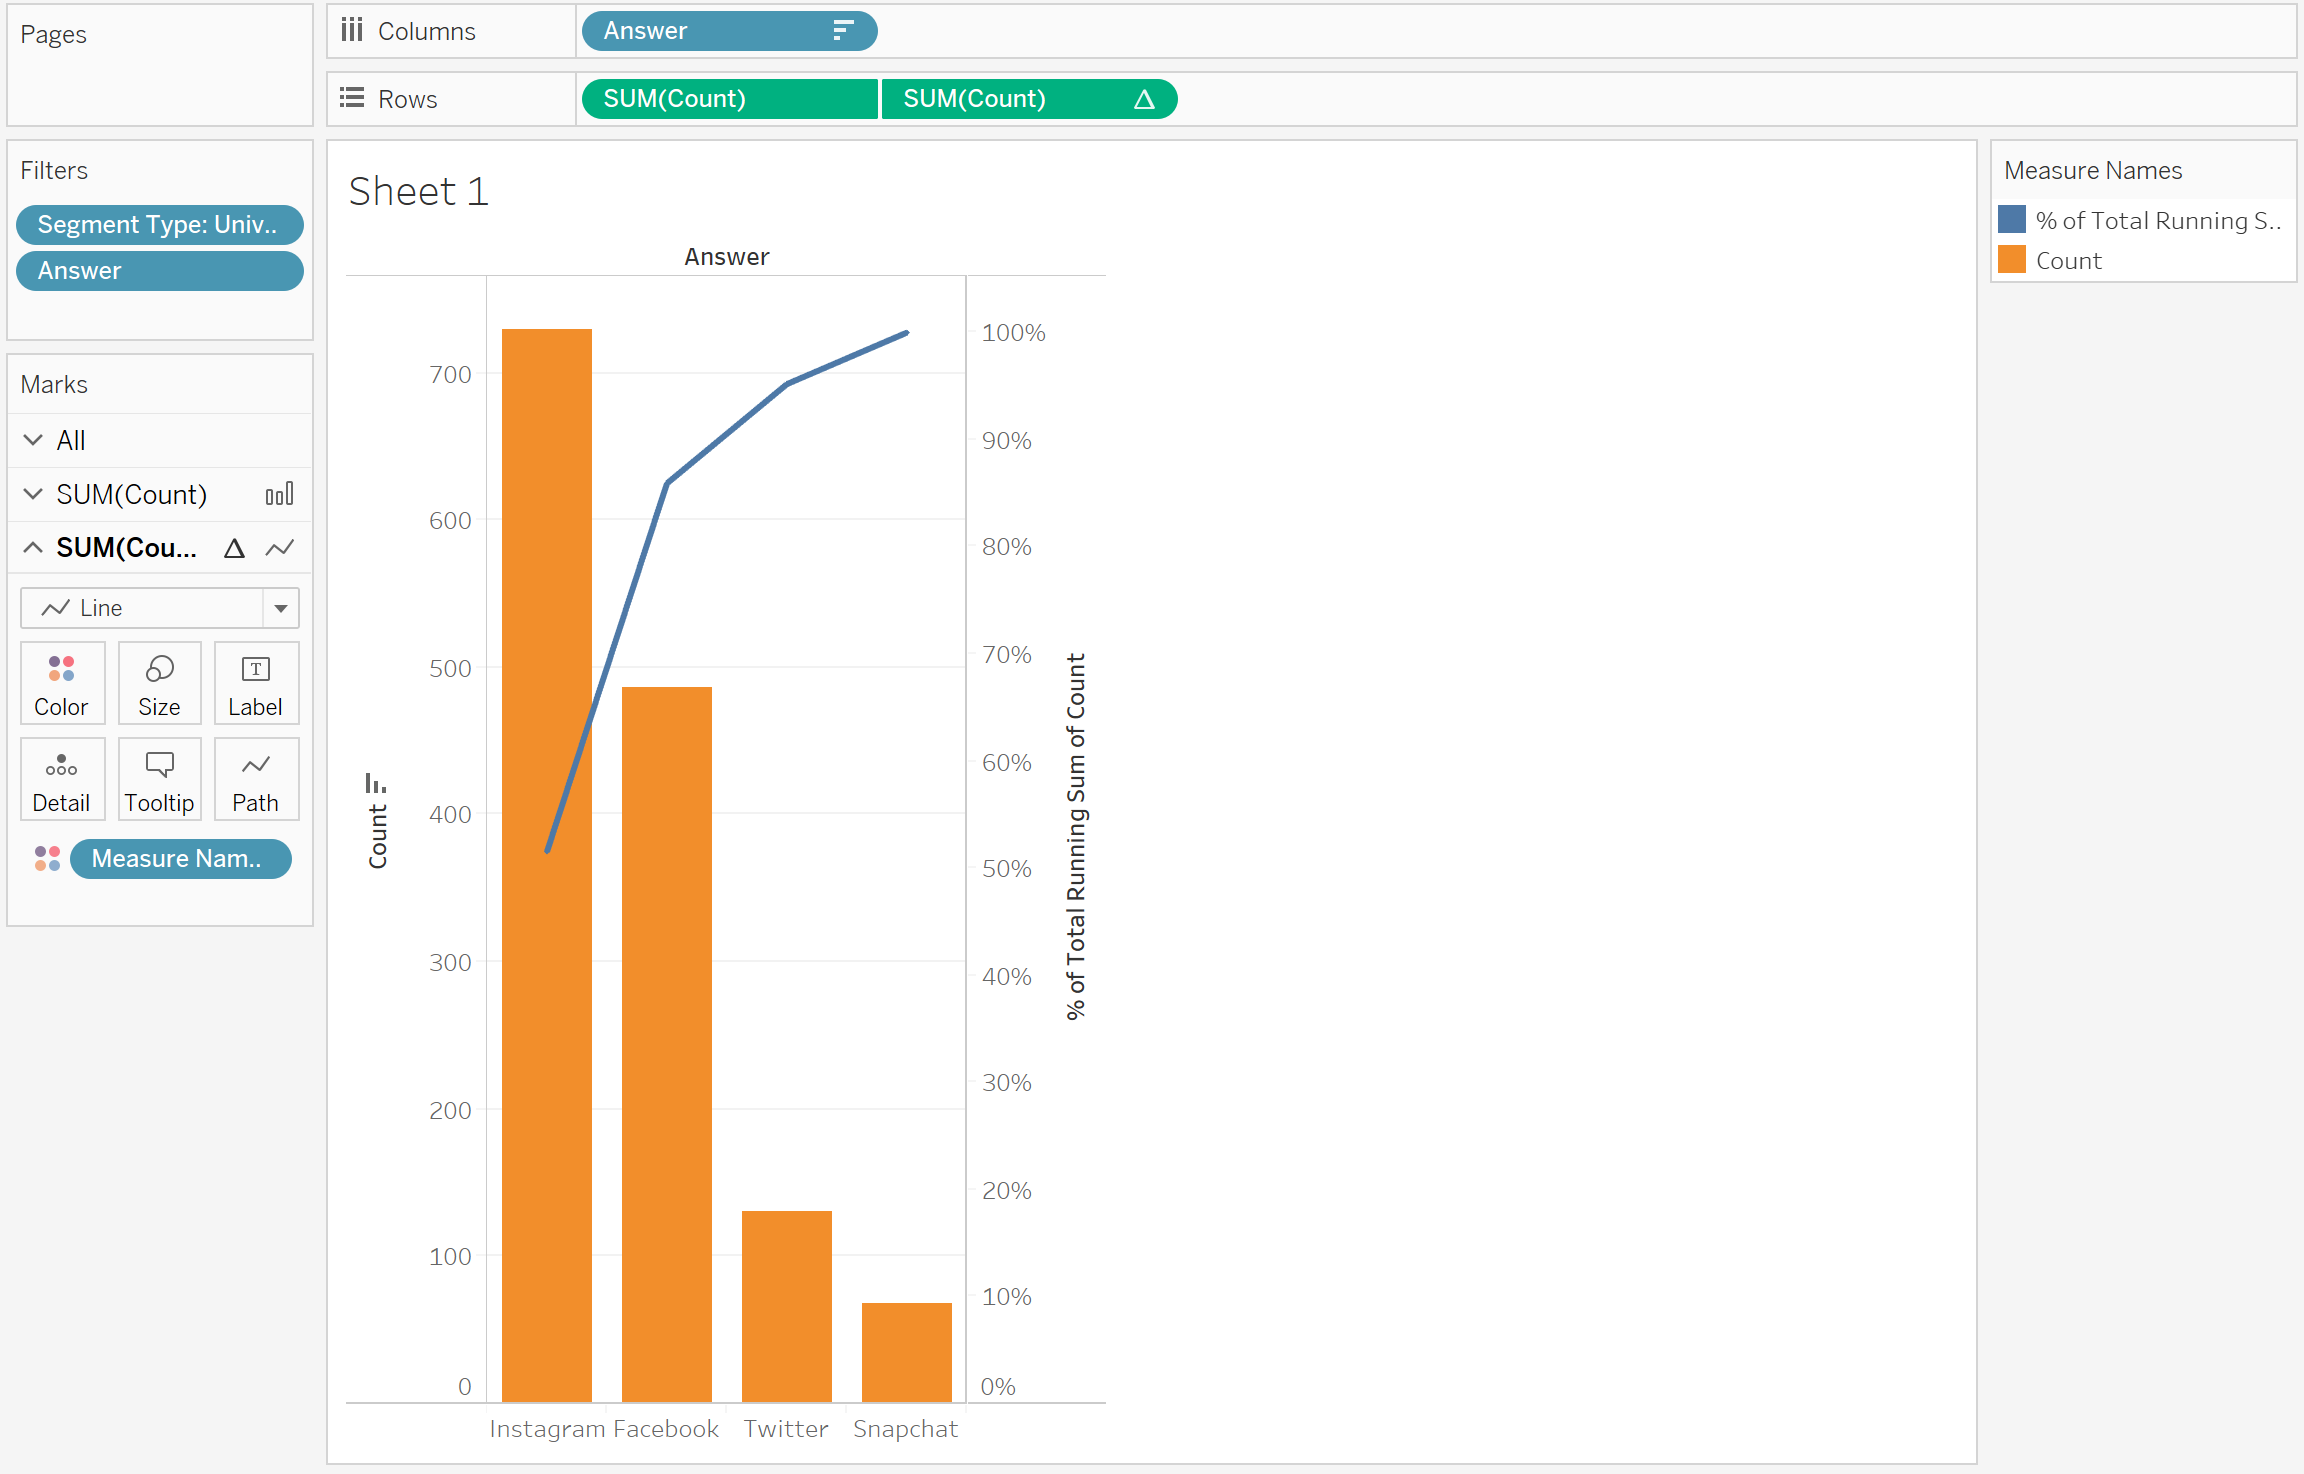 Pages
Columns
Answer
Rows
SUM(Count)
SUM(Count)
Filters
Segment Type: Univ..
Answer
Marks
All
SUM(Count)
SUM(Cou...
Line
Color
Size
Label
Detail
Tooltip
Path
Measure Nam..
Sheet 1
Answer
Count
700
600
500
400
300
200
100
0
100%
90%
80%
70%
60%
50%
40%
30%
20%
10%
0%
% of Total Running Sum of Count
Instagram
Facebook
Twitter
Snapchat
Measure Names
% of Total Running S..
Count